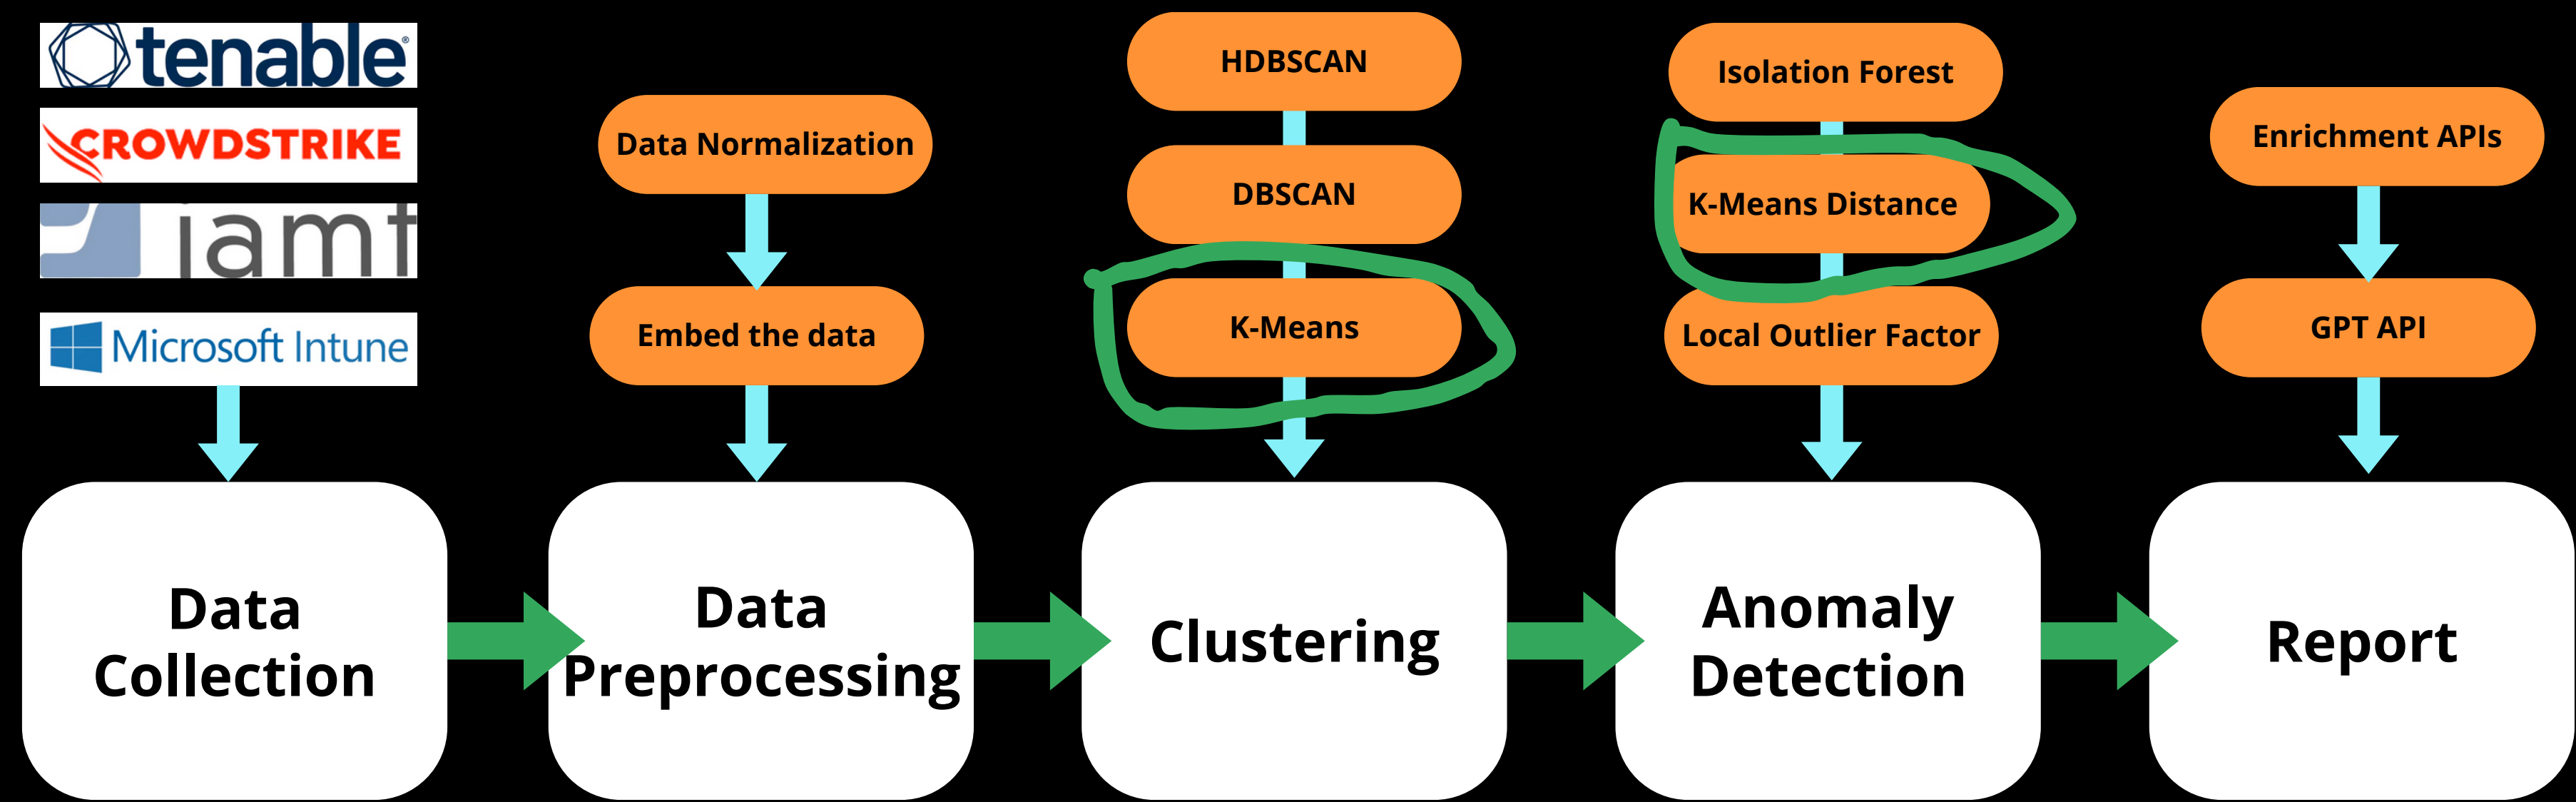 tenable®
CROWDSTRIKE
jamf
Microsoft Intune
Data
Collection
Data Normalization
Embed the data
Data
Preprocessing
HDBSCAN
DBSCAN
K-Means
Clustering
Isolation Forest
K-Means Distance
Local Outlier Factor
Anomaly
Detection
Enrichment APIs
GPT API
Report